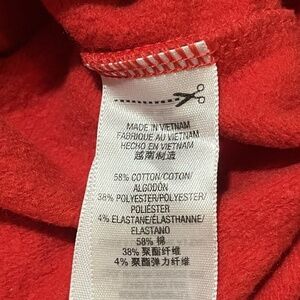 MADE IN VIETNAM
FABRIQUÉ AU VIETNAM
HECHO EN VIETNAM
越南制造
58% COTTON/COTON/
ALGODÓN
38% POLYESTER/POLYESTER/
POLIÉSTER
4% ELASTANE/ÉLASTHANNE/
ELASTANO
58% 棉
38% 聚酯纤维
4% 聚酯弹力纤维